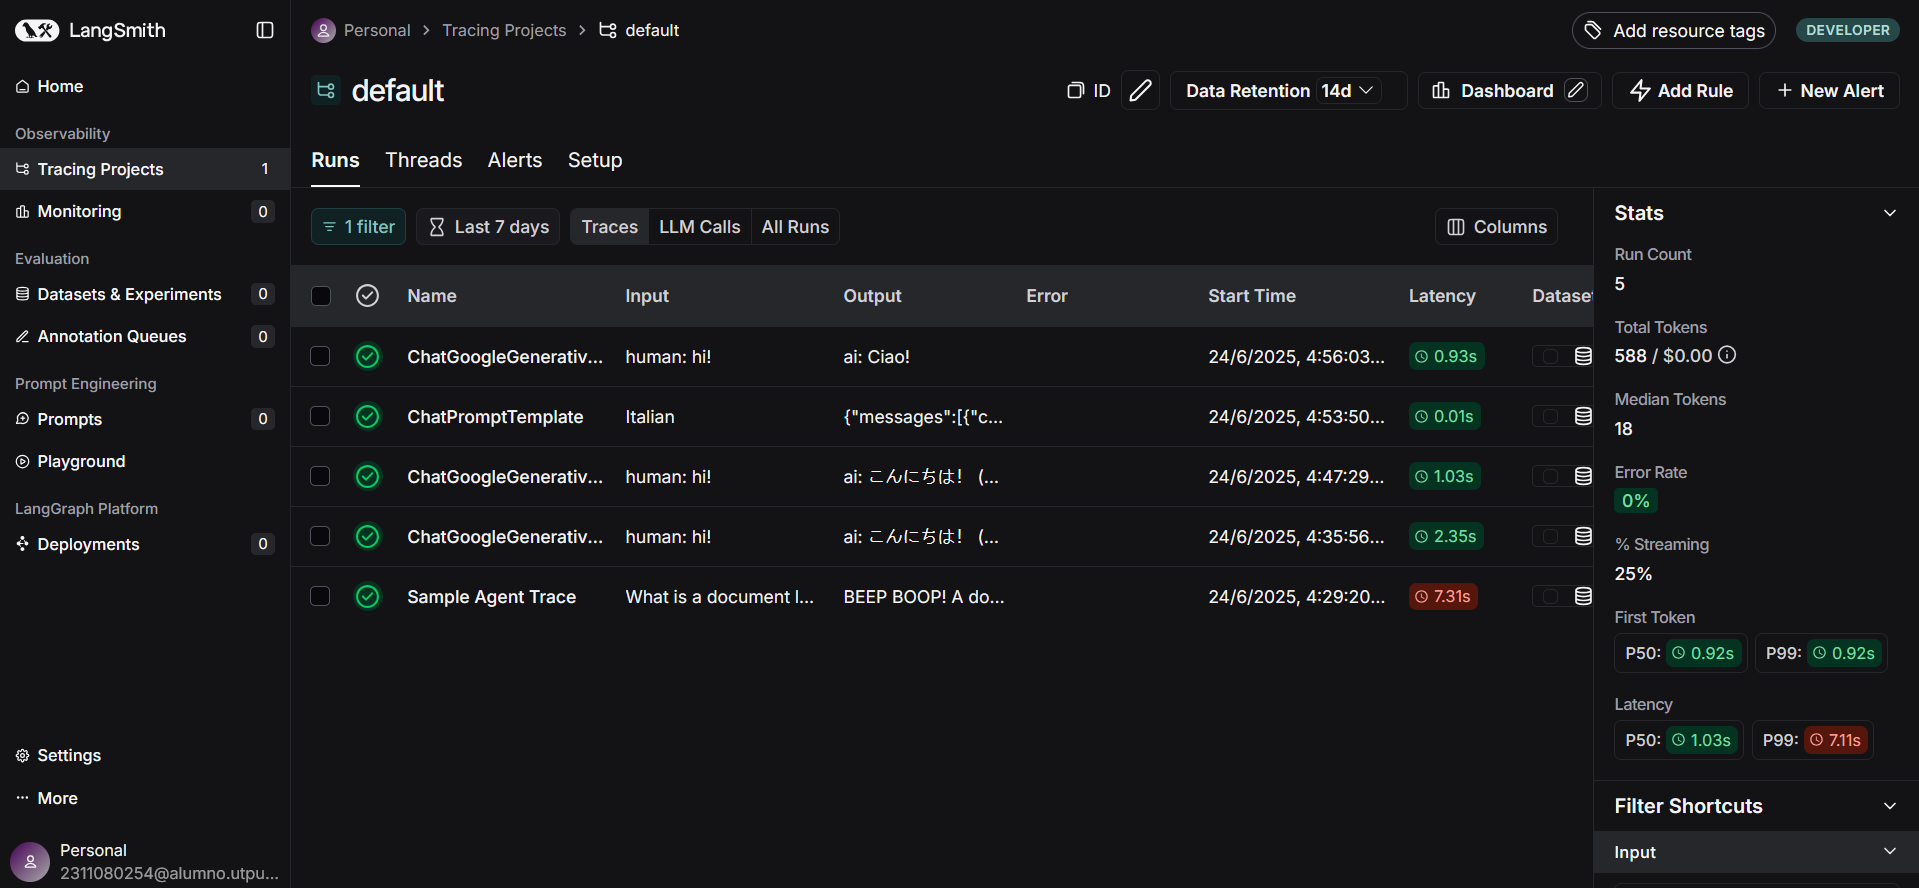 LangSmith
Home
Observability
Tracing Projects 1
Monitoring 0
Evaluation
Datasets & Experiments 0
Annotation Queues 0
Prompt Engineering
Prompts 0
Playground
LangGraph Platform
Deployments 0
Settings
More
Personal
2311080254@alumno.utpu...
Personal > Tracing Projects > default
Add resource tags
DEVELOPER
default
ID
Data Retention 14d
Dashboard
Add Rule
+ New Alert
Runs Threads Alerts Setup
1 filter
Last 7 days
Traces LLM Calls All Runs
Columns
Name Input Output Error Start Time Latency Dataset
ChatGoogleGenerativ... human: hi! ai: Ciao! 24/6/2025, 4:56:03... 0.93s
ChatPromptTemplate Italian {"messages":[{"c... 24/6/2025, 4:53:50... 0.01s
ChatGoogleGenerativ... human: hi! ai: こんにちは！ (... 24/6/2025, 4:47:29... 1.03s
ChatGoogleGenerativ... human: hi! ai: こんにちは！ (... 24/6/2025, 4:35:56... 2.35s
Sample Agent Trace What is a document l... BEEP BOOP! A do... 24/6/2025, 4:29:20... 7.31s
Stats
Run Count
5
Total Tokens
588 / $0.00
Median Tokens
18
Error Rate
0%
% Streaming
25%
First Token
P50: 0.92s P99: 0.92s
Latency
P50: 1.03s P99: 7.11s
Filter Shortcuts
Input